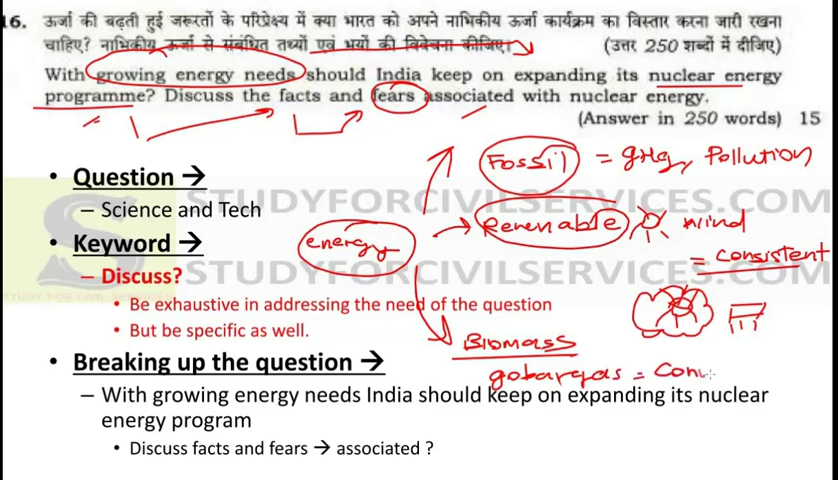 16. ऊर्जा की बढ़ती हुई जरूरतों के परिप्रेक्ष्य में क्या भारत को अपने नाभिकीय ऊर्जा कार्यक्रम का विस्तार करना जारी रखना
चाहिए? नाभिकीय ऊर्जा से संबंधित तथ्यों एवं भयों की विवेचना कीजिए। (उत्तर 250 शब्दों में दीजिए)
With growing energy needs should India keep on expanding its nuclear energy
programme? Discuss the facts and fears associated with nuclear energy.
(Answer in 250 words) 15
Fossil = gHg, Pollution
• Question →
STUDYFORCIVILSERVICES.COM
– Science and Tech
Renewable wind
energy
• Keyword →
= consistent
– Discuss?
STUDYFORCIVILSERVICES.COM
STUDY FOR CIVIL SERVICES
• Be exhaustive in addressing the need of the question
• But be specific as well.
Biomass
• Breaking up the question →
gobargas = Con
– With growing energy needs India should keep on expanding its nuclear
energy program
• Discuss facts and fears → associated ?